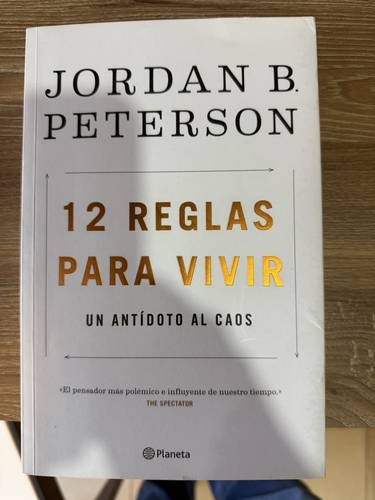 JORDAN B.
PETERSON
12 REGLAS
PARA VIVIR
UN ANTÍDOTO AL CAOS
«El pensador más polémico e influyente de nuestro tiempo.»
THE SPECTATOR
Planeta